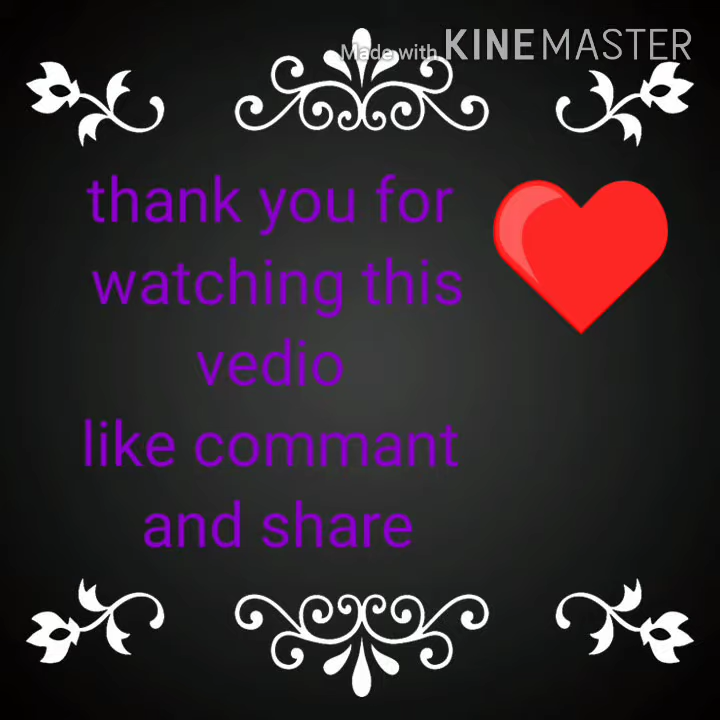 Made with KINEMASTER
thank you for
watching this
vedio
like commant
and share